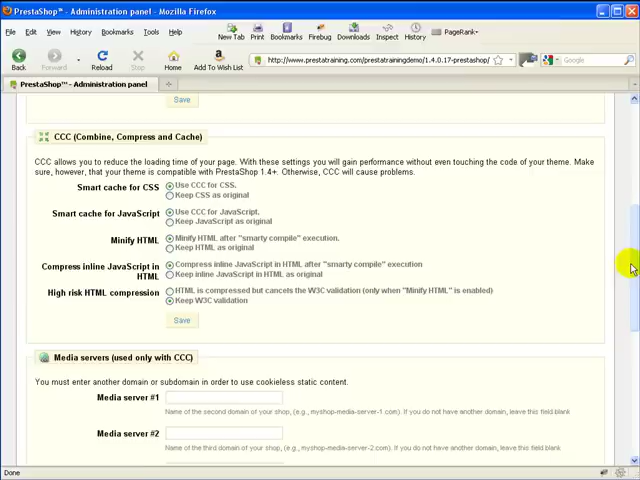 PrestaShop™ - Administration panel - Mozilla Firefox
File Edit View History Bookmarks Tools Help
New Tab Print Bookmarks Firebug Downloads Inspect History PageRank
Back Forward Reload Stop Home Add To Wish List
http://www.prestatraining.com/prestatrainingdemo/1.4.0.17-prestashop/
Google
PrestaShop™ - Administration panel
Save
CCC (Combine, Compress and Cache)
CCC allows you to reduce the loading time of your page. With these settings you will gain performance without even touching the code of your theme. Make
sure, however, that your theme is compatible with PrestaShop 1.4+. Otherwise, CCC will cause problems.
Smart cache for CSS
Use CCC for CSS.
Keep CSS as original
Smart cache for JavaScript
Use CCC for JavaScript.
Keep JavaScript as original
Minify HTML
Minify HTML after "smarty compile" execution.
Keep HTML as original
Compress inline JavaScript in
HTML
Compress inline JavaScript in HTML after "smarty compile" execution
Keep inline JavaScript in HTML as original
High risk HTML compression
HTML is compressed but cancels the W3C validation (only when "Minify HTML" is enabled)
Keep W3C validation
Save
Media servers (used only with CCC)
You must enter another domain or subdomain in order to use cookieless static content.
Media server #1
Name of the second domain of your shop, (e.g., myshop-media-server-1.com). If you do not have another domain, leave this field blank
Media server #2
Name of the third domain of your shop, (e.g., myshop-media-server-2.com). If you do not have another domain, leave this field blank
Done